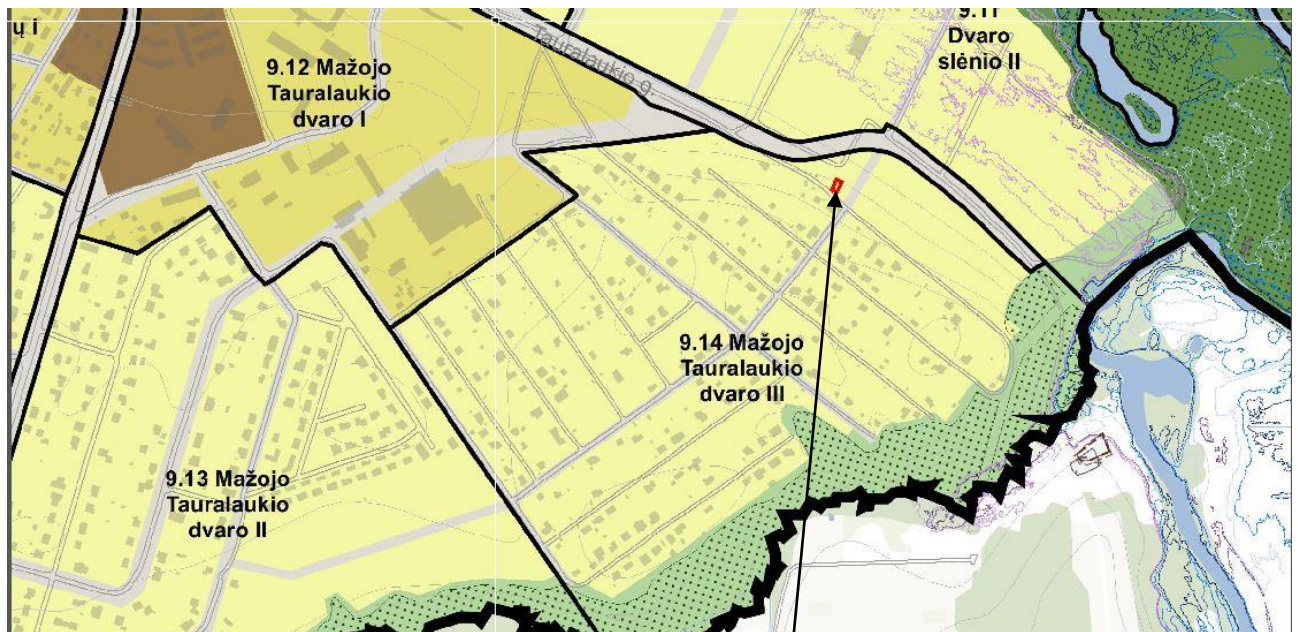 ų i
9.12 Mažojo
Tauralaukio
dvaro I
Tauralaukio g.
9.11
Dvaro
slėnio II
9.14 Mažojo
Tauralaukio
dvaro III
9.13 Mažojo
Tauralaukio
dvaro II